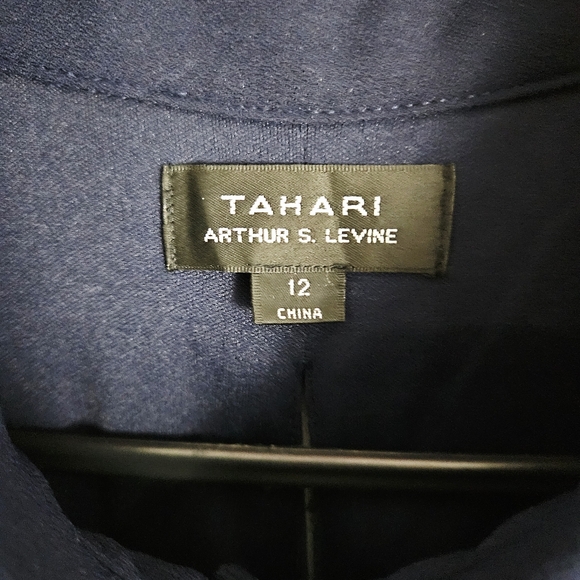 TAHARI
ARTHUR S. LEVINE
12
CHINA